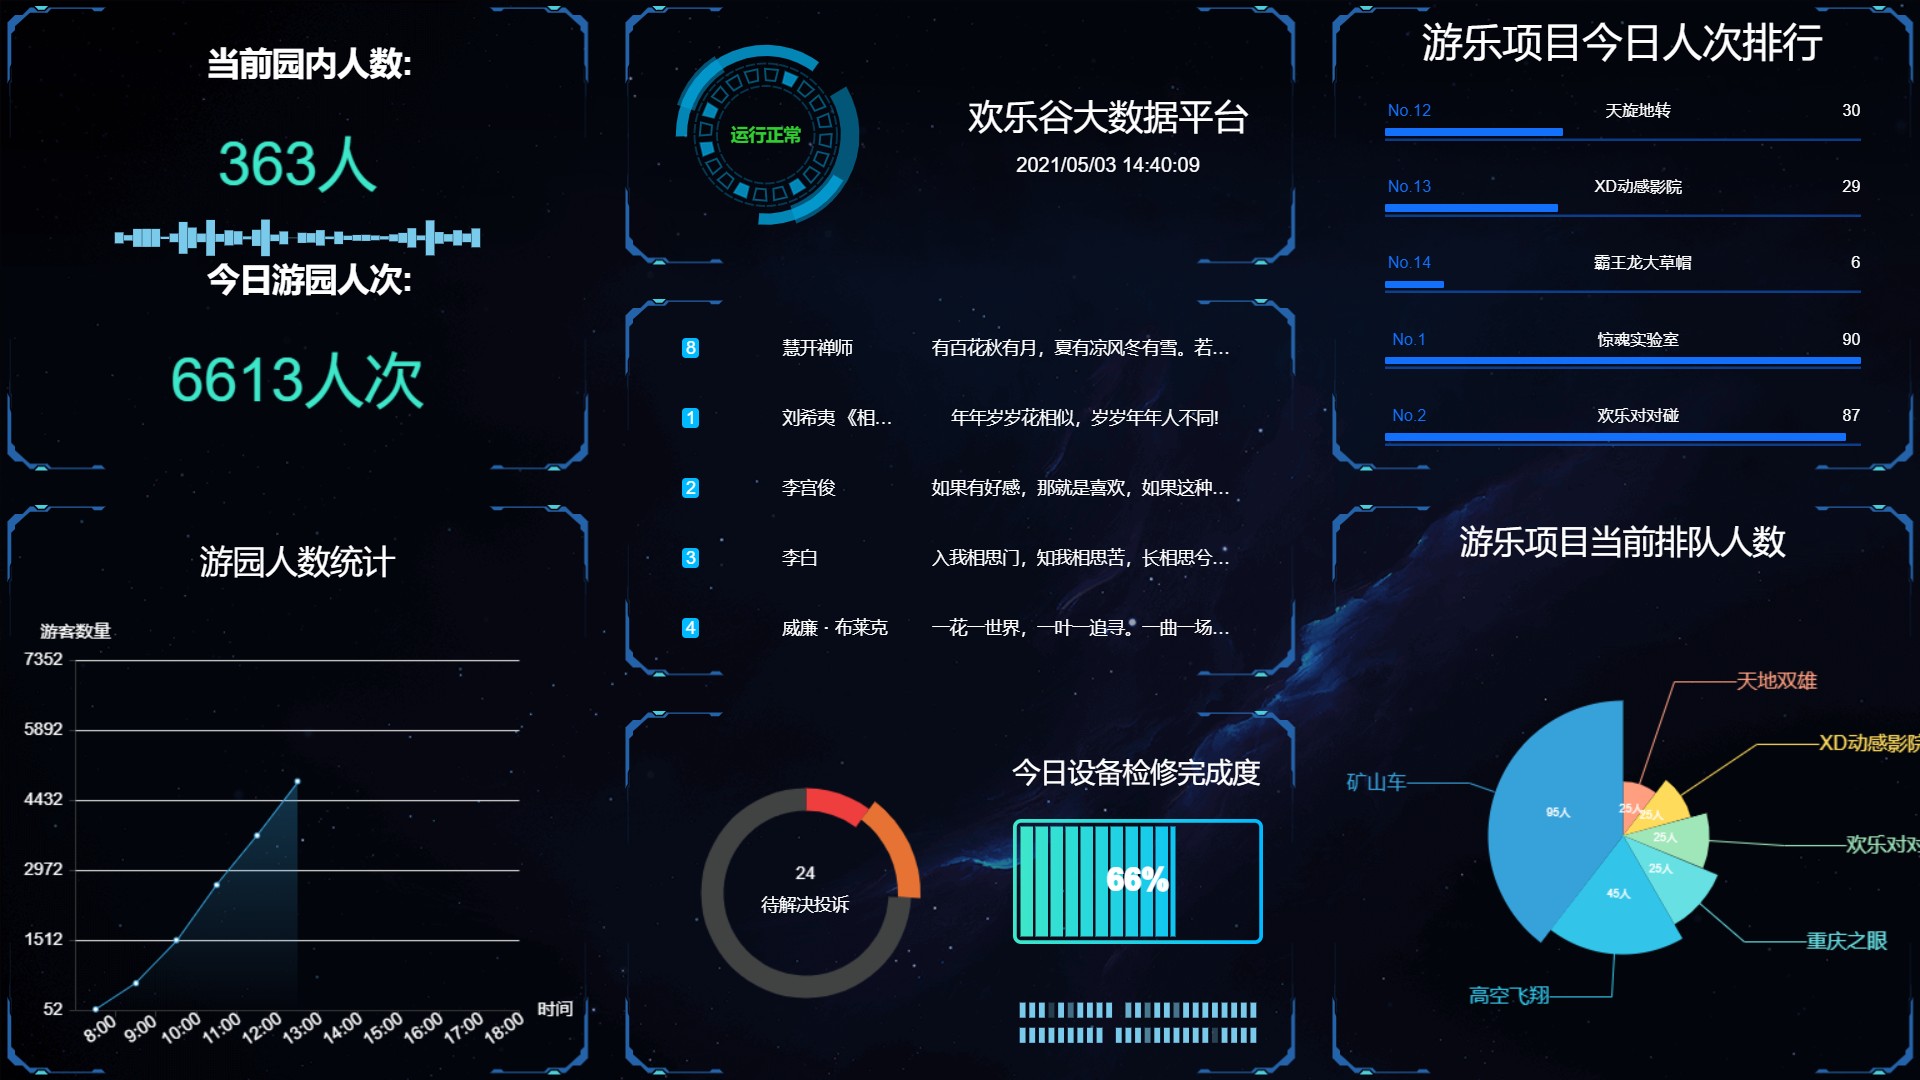 当前园内人数:
363人
今日游园人次:
6613人次
运行正常
欢乐谷大数据平台
2021/05/03 14:40:09
游乐项目今日人次排行
No.12 天旋地转 30
No.13 XD动感影院 29
No.14 霸王龙大草帽 6
No.1 惊魂实验室 90
No.2 欢乐对对碰 87
8 慧开禅师 有百花秋有月，夏有凉风冬有雪。若...
1 刘希夷 《相... 年年岁岁花相似，岁岁年年人不同!
2 李宫俊 如果有好感，那就是喜欢，如果这种...
3 李白 入我相思门，知我相思苦，长相思兮...
4 威廉 · 布莱克 一花一世界，一叶一追寻。一曲一场...
游园人数统计
游客数量
7352
5892
4432
2972
1512
52
8:00 9:00 10:00 11:00 12:00 13:00 14:00 15:00 16:00 17:00 18:00
时间
24
待解决投诉
今日设备检修完成度
66%
游乐项目当前排队人数
天地双雄
XD动感影院
矿山车
欢乐对对
重庆之眼
高空飞翔
95人
25人
25人
25人
25人
45人